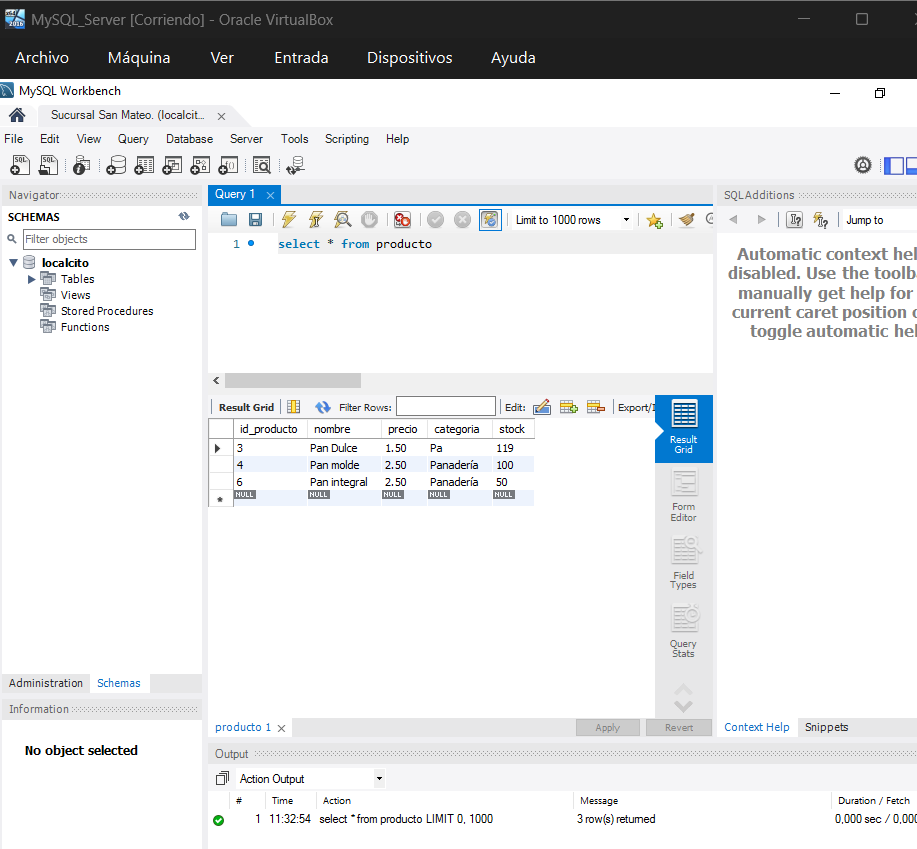 MySQL_Server [Corriendo] - Oracle VirtualBox
Archivo Máquina Ver Entrada Dispositivos Ayuda
MySQL Workbench
Sucursal San Mateo. (localcit...
File Edit View Query Database Server Tools Scripting Help
Navigator
SCHEMAS
Filter objects
localcito
Tables
Views
Stored Procedures
Functions
Administration Schemas
Information
No object selected
Query 1
Limit to 1000 rows
1 select * from producto
Result Grid Filter Rows: Edit: Export/I
id_producto nombre precio categoria stock
3 Pan Dulce 1.50 Pa 119
4 Pan molde 2.50 Panadería 100
6 Pan integral 2.50 Panadería 50
NULL NULL NULL NULL NULL
Result
Grid
Form
Editor
Field
Types
Query
Stats
producto 1
Apply Revert
SQLAdditions
Jump to
Automatic context hel
disabled. Use the toolba
manually get help for
current caret position o
toggle automatic hel
Context Help Snippets
Output
Action Output
# Time Action Message Duration / Fetch
1 11:32:54 select * from producto LIMIT 0, 1000 3 row(s) returned 0,000 sec / 0,000